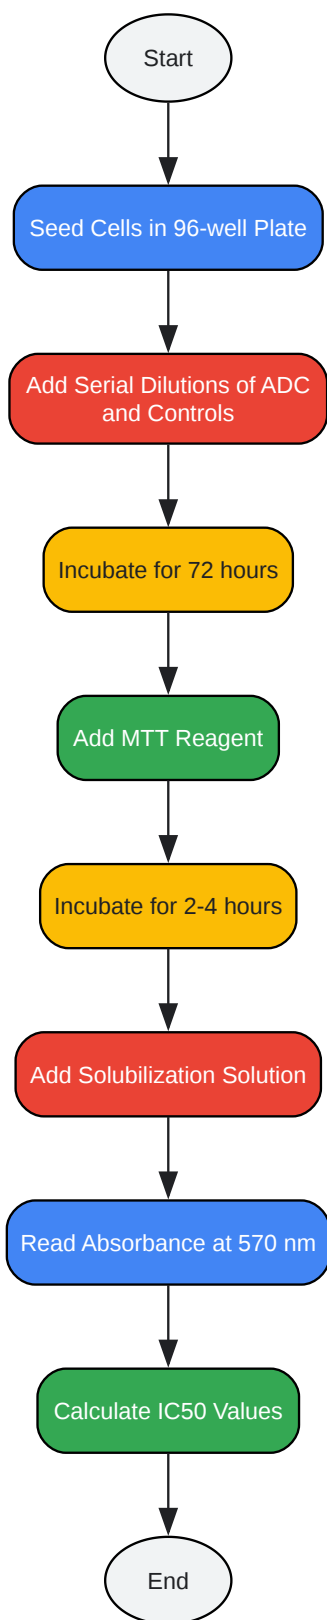 Start
Seed Cells in 96-well Plate
Add Serial Dilutions of ADC
and Controls
Incubate for 72 hours
Add MTT Reagent
Incubate for 2-4 hours
Add Solubilization Solution
Read Absorbance at 570 nm
Calculate IC50 Values
End